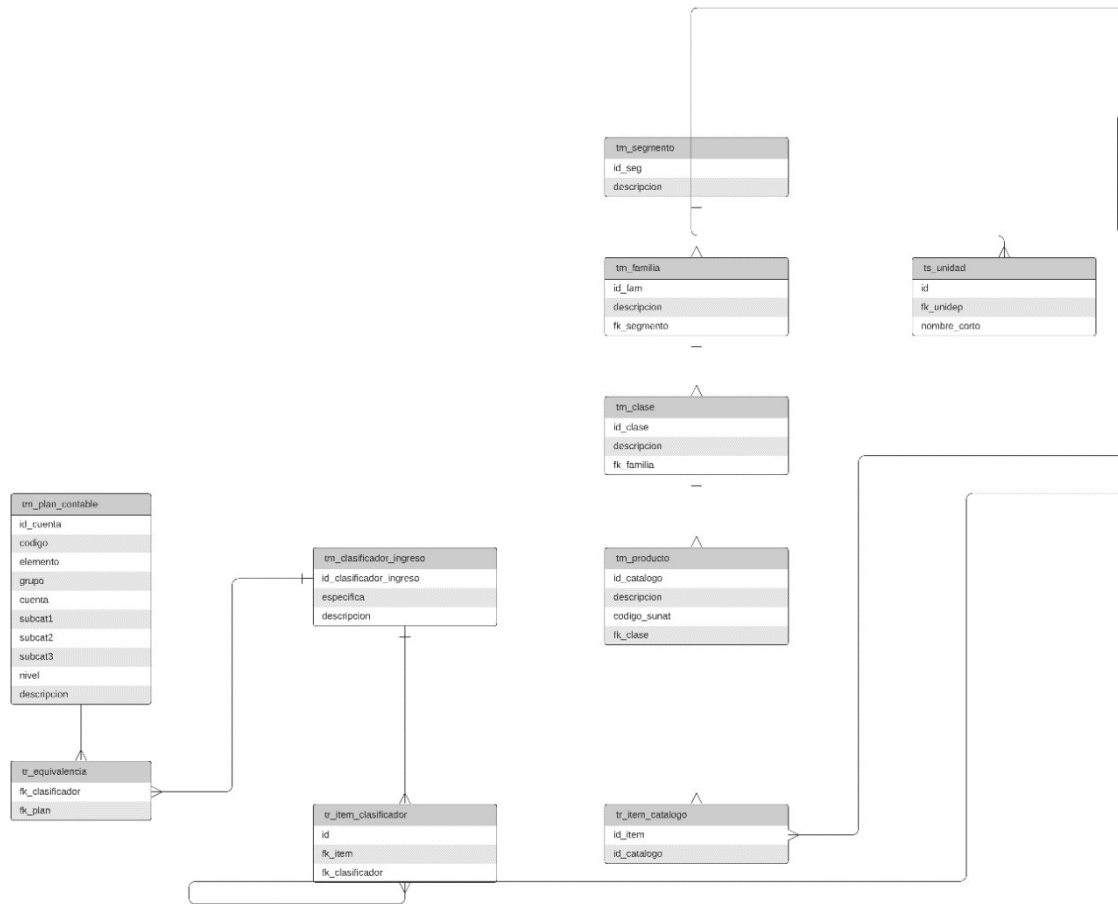 tm_segmento
id_seg
descripcion
tm_familia
id_fam
descripcion
fk_segmento
ts_unidad
id
fk_unidep
nombre_corto
tm_clase
id_clase
descripcion
fk_familia
tm_plan_contable
id_cuenta
codigo
elemento
grupo
cuenta
subcat1
subcat2
subcat3
nivel
descripcion
tm_clasificador_ingreso
id_clasificador_ingreso
especifica
descripcion
tm_producto
id_catalogo
descripcion
codigo_sunat
fk_clase
tr_equivalencia
fk_clasificador
fk_plan
tr_item_clasificador
id
fk_item
fk_clasificador
tr_item_catalogo
id_item
id_catalogo